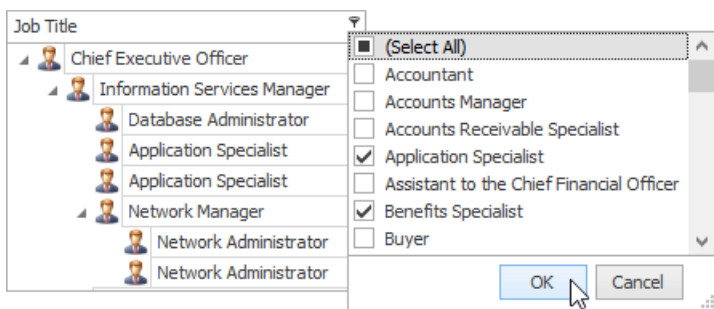 Job Title
Chief Executive Officer
Information Services Manager
Database Administrator
Application Specialist
Application Specialist
Network Manager
Network Administrator
Network Administrator
(Select All)
Accountant
Accounts Manager
Accounts Receivable Specialist
Application Specialist
Assistant to the Chief Financial Officer
Benefits Specialist
Buyer
OK Cancel